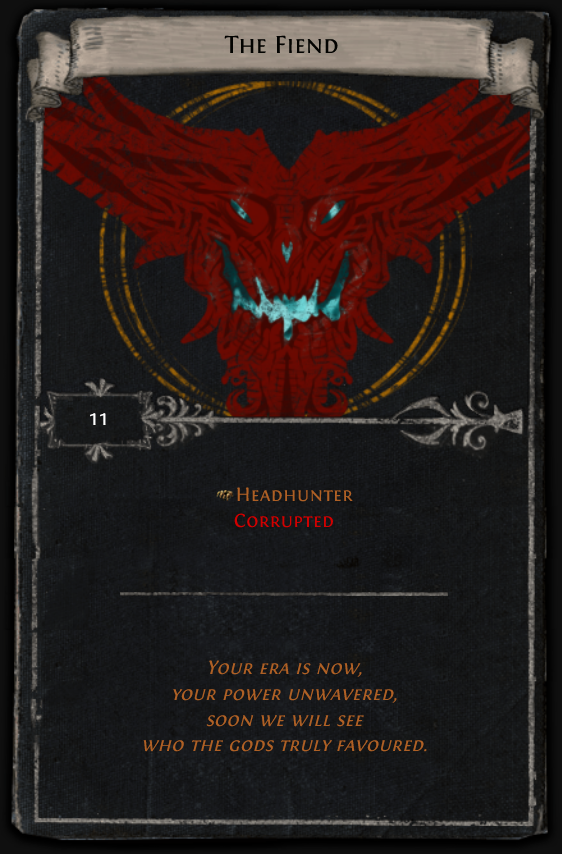 The Fiend
11
Headhunter
Corrupted
Your era is now,
your power unwavered,
soon we will see
who the gods truly favoured.